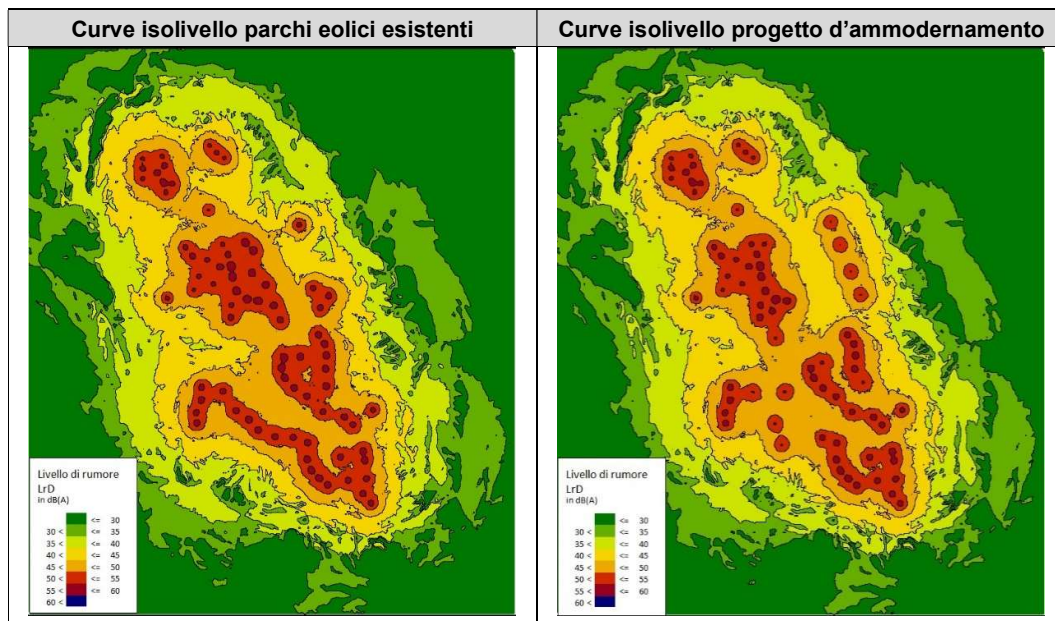 Curve isolivello parchi eolici esistenti
Curve isolivello progetto d’ammodernamento
Livello di rumore
LrD
in dB(A)
<= 30
30 < <= 35
35 < <= 40
40 < <= 45
45 < <= 50
50 < <= 55
55 < <= 60
60 <
Livello di rumore
LrD
in dB(A)
<= 30
30 < <= 35
35 < <= 40
40 < <= 45
45 < <= 50
50 < <= 55
55 < <= 60
60 <